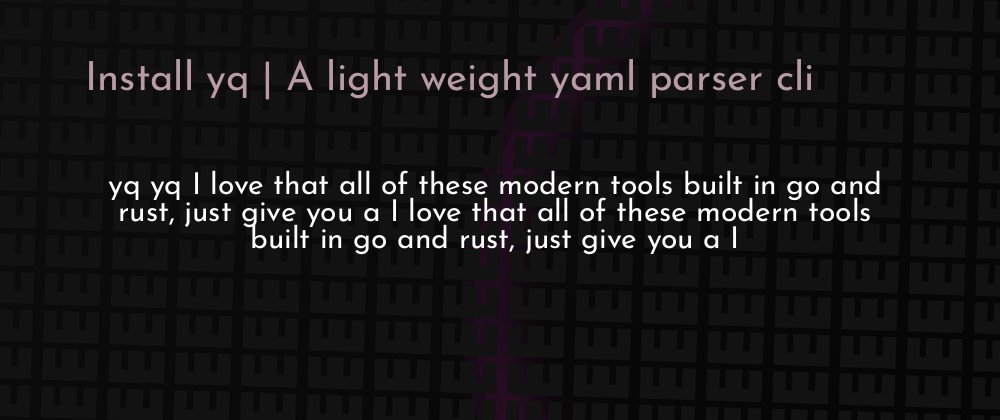 Install yq | A light weight yaml parser cli
yq yq I love that all of these modern tools built in go and
rust, just give you a I love that all of these modern tools
built in go and rust, just give you a I